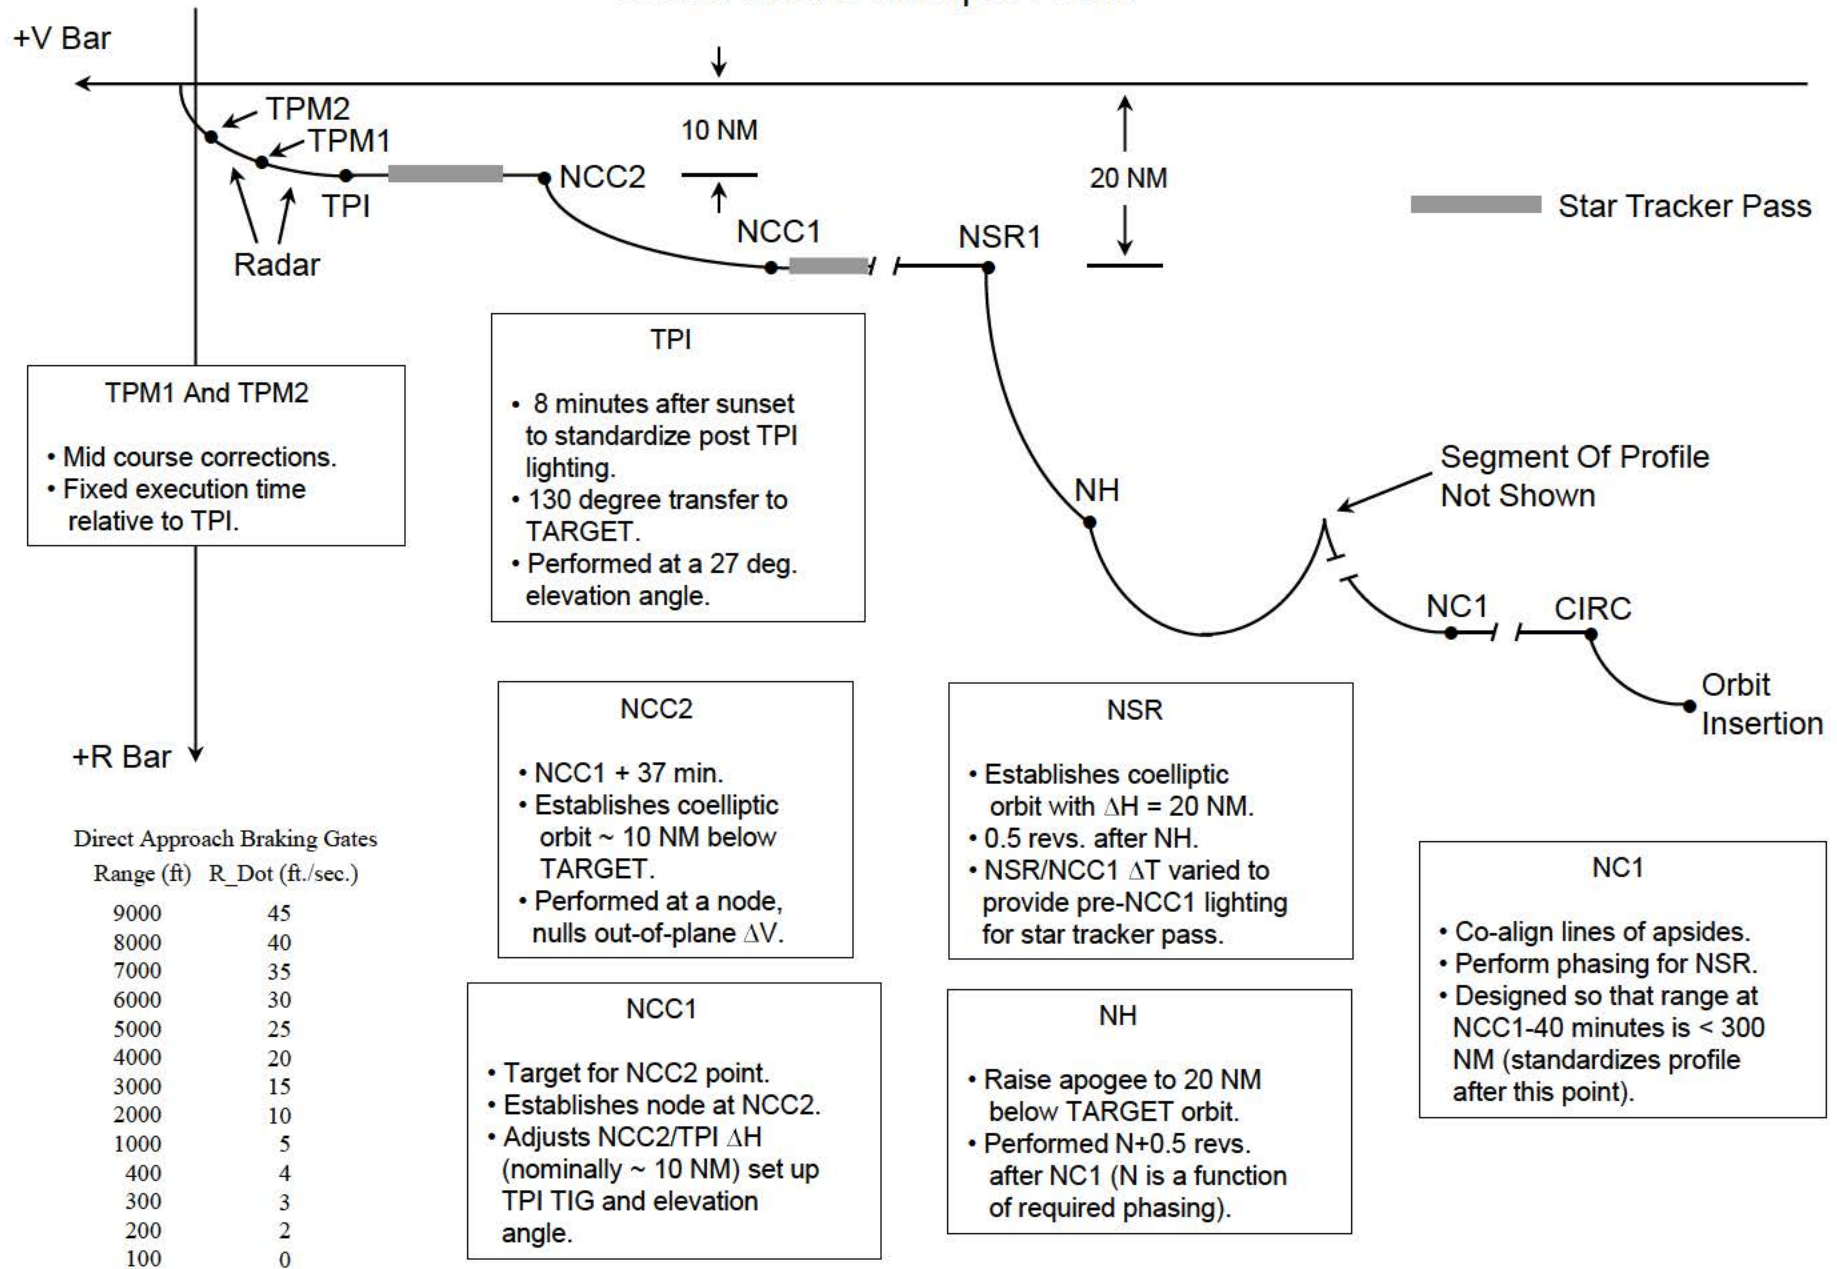 +V Bar
TPM2
TPM1
TPI
Radar
NCC2
10 NM
NCC1
NSR1
20 NM
Star Tracker Pass
NH
Segment Of Profile
Not Shown
NC1
CIRC
Orbit
Insertion
+R Bar
TPM1 And TPM2
• Mid course corrections.
• Fixed execution time
relative to TPI.
TPI
• 8 minutes after sunset
to standardize post TPI
lighting.
• 130 degree transfer to
TARGET.
• Performed at a 27 deg.
elevation angle.
NCC2
• NCC1 + 37 min.
• Establishes coelliptic
orbit ~ 10 NM below
TARGET.
• Performed at a node,
nulls out-of-plane ΔV.
NCC1
• Target for NCC2 point.
• Establishes node at NCC2.
• Adjusts NCC2/TPI ΔH
(nominally ~ 10 NM) set up
TPI TIG and elevation
angle.
NSR
• Establishes coelliptic
orbit with ΔH = 20 NM.
• 0.5 revs. after NH.
• NSR/NCC1 ΔT varied to
provide pre-NCC1 lighting
for star tracker pass.
NH
• Raise apogee to 20 NM
below TARGET orbit.
• Performed N+0.5 revs.
after NC1 (N is a function
of required phasing).
NC1
• Co-align lines of apsides.
• Perform phasing for NSR.
• Designed so that range at
NCC1-40 minutes is < 300
NM (standardizes profile
after this point).
Direct Approach Braking Gates
Range (ft) R_Dot (ft./sec.)
9000 45
8000 40
7000 35
6000 30
5000 25
4000 20
3000 15
2000 10
1000 5
400 4
300 3
200 2
100 0